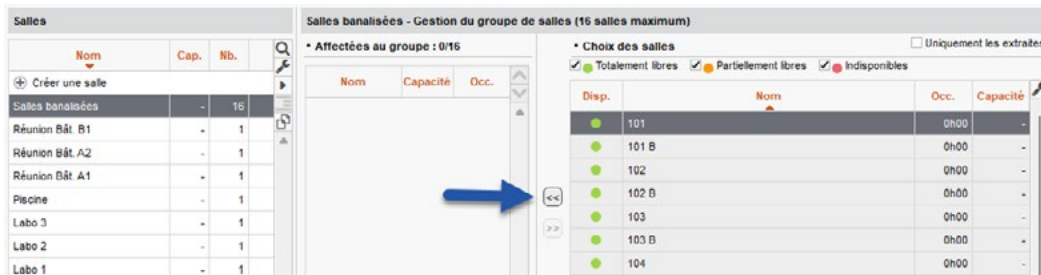 Salles
Nom Cap. Nb.
Créer une salle
Salles banalisées - 16
Réunion Bât. B1 - 1
Réunion Bât. A2 - 1
Réunion Bât. A1 - 1
Piscine - 1
Labo 3 - 1
Labo 2 - 1
Labo 1 - 1
Salles banalisées - Gestion du groupe de salles (16 salles maximum)
• Affectées au groupe : 0/16
Nom Capacité Occ.
<<
>>
• Choix des salles
Uniquement les extraites
Totalement libres Partiellement libres Indisponibles
Disp. Nom Occ. Capacité
101 0h00 -
101 B 0h00 -
102 0h00 -
102 B 0h00 -
103 0h00 -
103 B 0h00 -
104 0h00 -